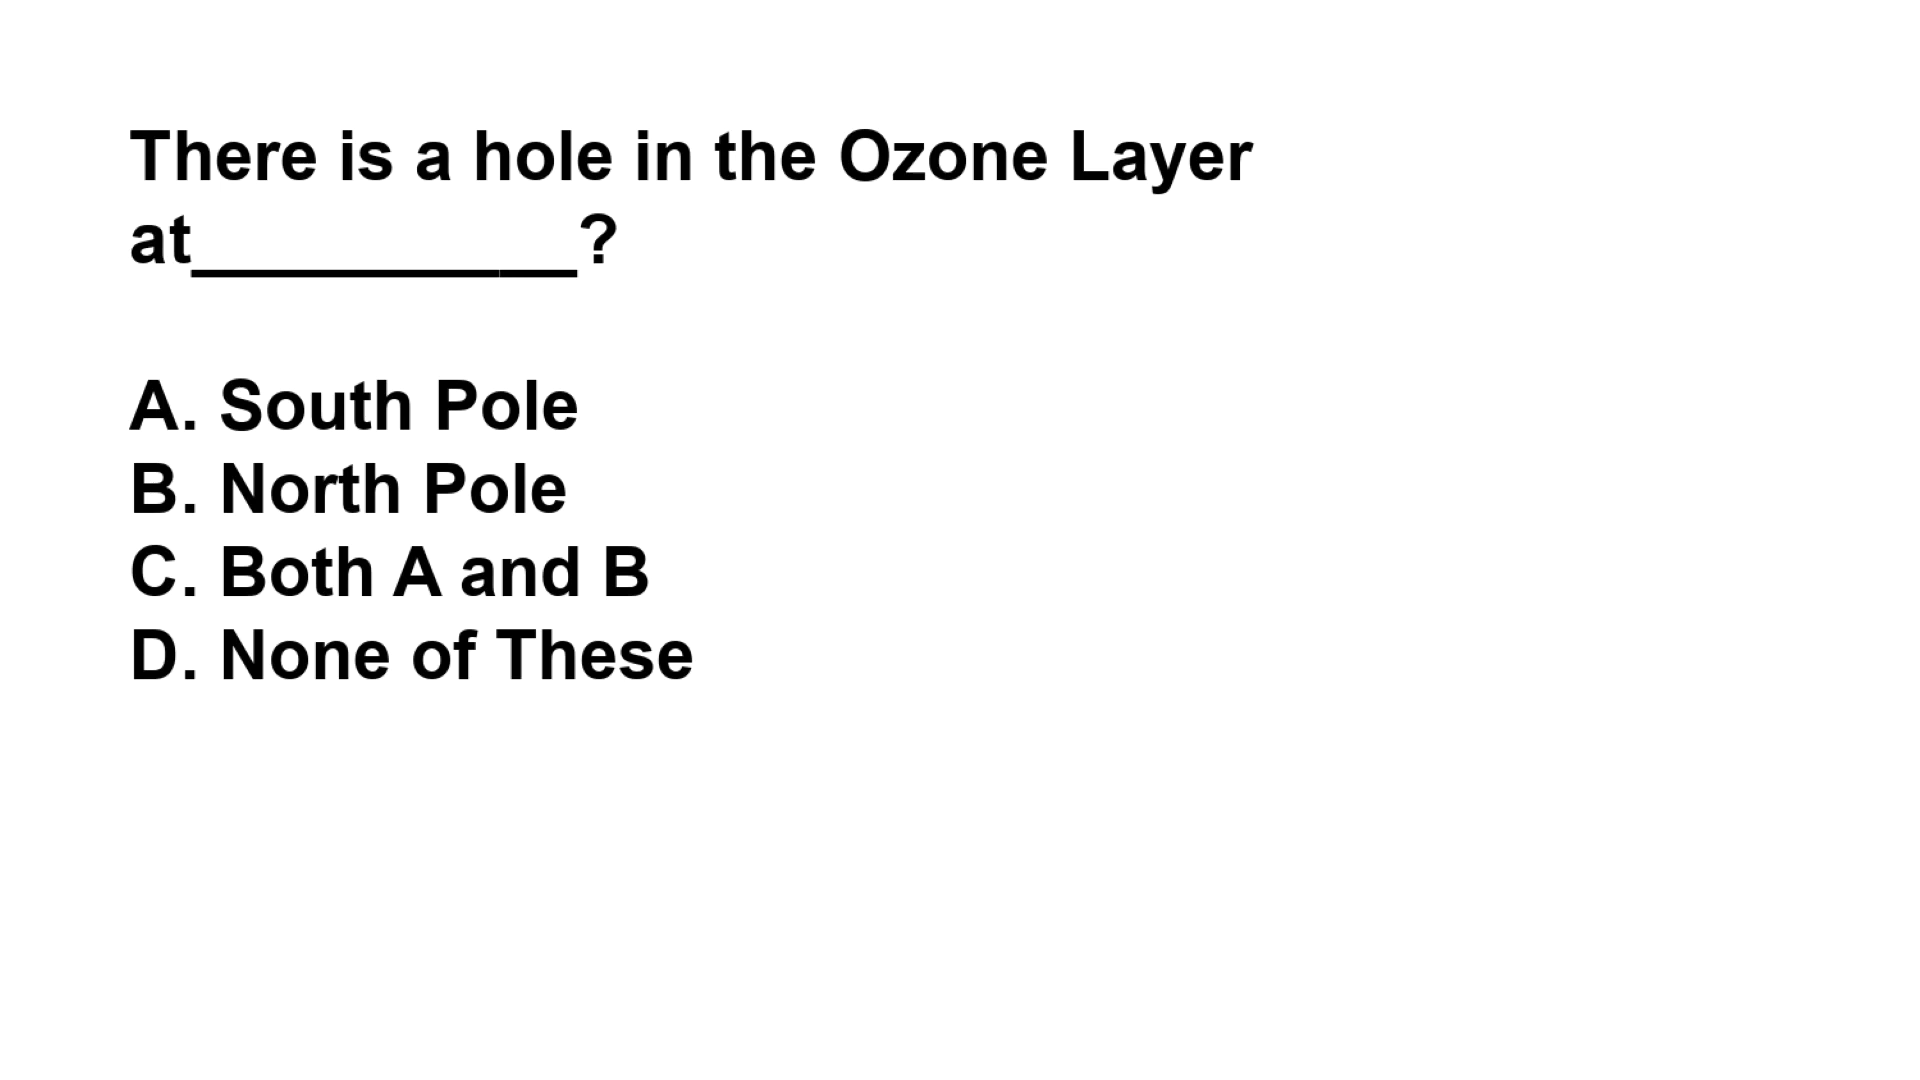 There is a hole in the Ozone Layer
at__________?
A. South Pole
B. North Pole
C. Both A and B
D. None of These